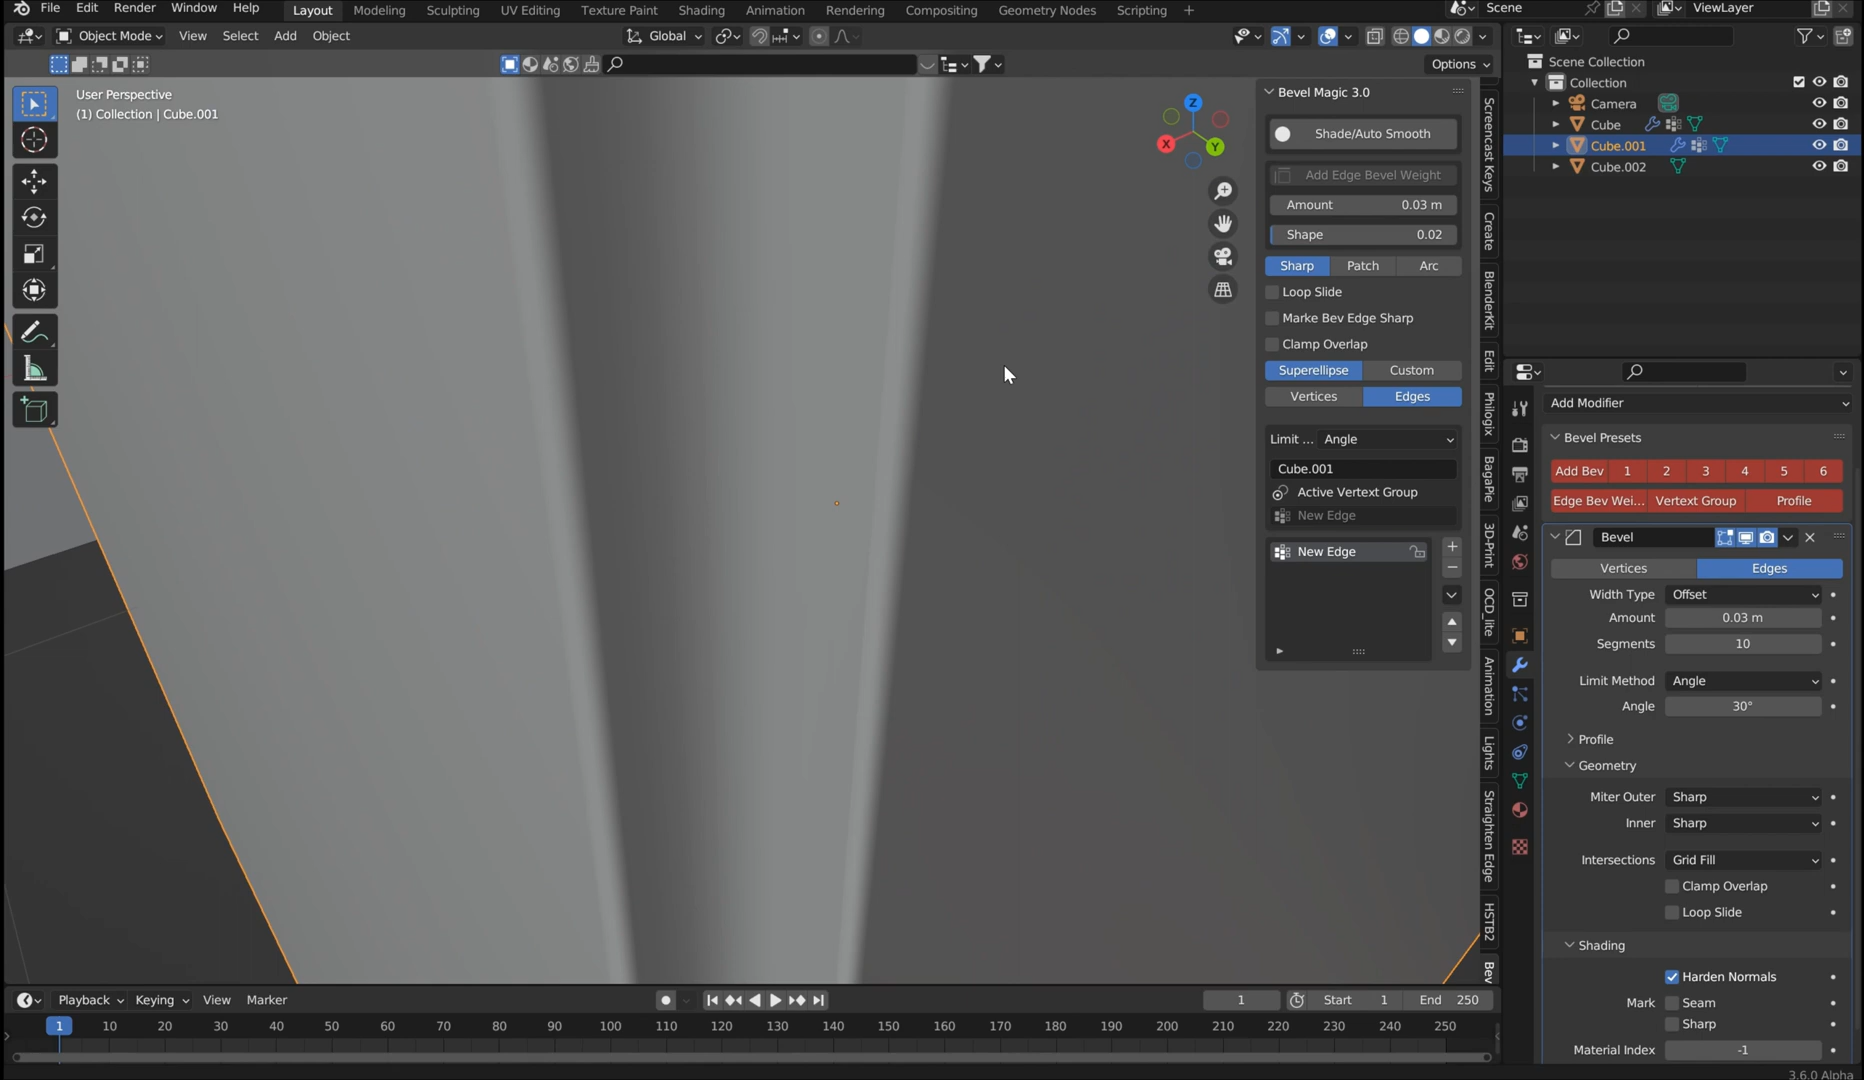 File Edit Render Window Help Layout Modeling Sculpting UV Editing Texture Paint Shading Animation Rendering Compositing Geometry Nodes Scripting + Scene ViewLayer
Object Mode View Select Add Object Global
Options
User Perspective
(1) Collection | Cube.001
Z
X
Y
Bevel Magic 3.0
Shade/Auto Smooth
Add Edge Bevel Weight
Amount 0.03 m
Shape 0.02
Sharp Patch Arc
Loop Slide
Marke Bev Edge Sharp
Clamp Overlap
Superellipse Custom
Vertices Edges
Limit ... Angle
Cube.001
Active Vertext Group
New Edge
New Edge
Screencast Keys
Create
BlenderKit
Edit
Philogix
BagaPie
3D-Print
OCD_lite
Animation
Lights
Straighten Edge
HSTB2
Bev
Scene Collection
Collection
Camera
Cube
Cube.001
Cube.002
Add Modifier
Bevel Presets
Add Bev 1 2 3 4 5 6
Edge Bev Wei... Vertext Group Profile
Bevel
Vertices Edges
Width Type Offset
Amount 0.03 m
Segments 10
Limit Method Angle
Angle 30°
Profile
Geometry
Miter Outer Sharp
Inner Sharp
Intersections Grid Fill
Clamp Overlap
Loop Slide
Shading
Harden Normals
Mark Seam
Sharp
Material Index -1
Playback Keying View Marker 1 Start 1 End 250
1 10 20 30 40 50 60 70 80 90 100 110 120 130 140 150 160 170 180 190 200 210 220 230 240 250
3.6.0 Alpha